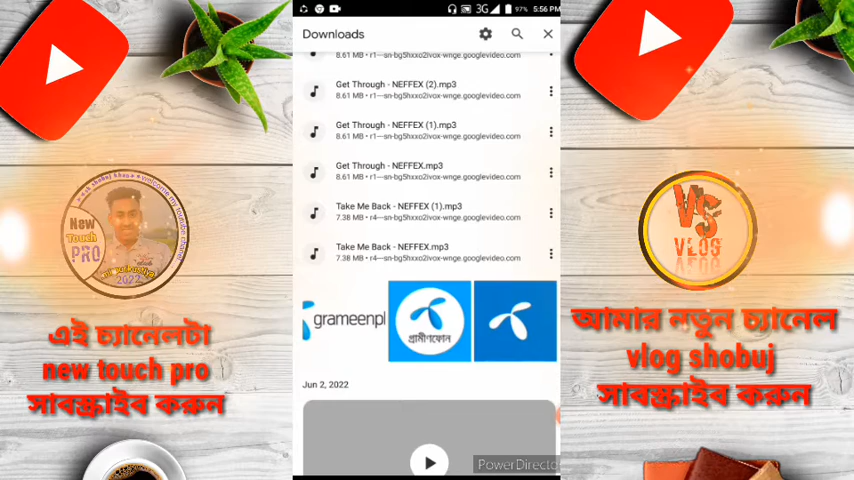 3G 97% 5:56 PM
Downloads
8.61 MB • r1---sn-bg5hxxo2ivox-wnge.googlevideo.com
Get Through - NEFFEX (2).mp3
8.61 MB • r1---sn-bg5hxxo2ivox-wnge.googlevideo.com
Get Through - NEFFEX (1).mp3
8.61 MB • r1---sn-bg5hxxo2ivox-wnge.googlevideo.com
Get Through - NEFFEX.mp3
8.61 MB • r1---sn-bg5hxxo2ivox-wnge.googlevideo.com
Take Me Back - NEFFEX (1).mp3
7.38 MB • r4---sn-bg5hxxo2ivox-wnge.googlevideo.com
Take Me Back - NEFFEX.mp3
7.38 MB • r4---sn-bg5hxxo2ivox-wnge.googlevideo.com
grameenpl
গ্রামীণফোন
Jun 2, 2022
PowerDirecto
New
Touch
PRO
2022
এই চ্যানেলটা
new touch pro
সাবস্ক্রাইব করুন
VS
VLOG
আমার নতুন চ্যানেল
vlog shobuj
সাবস্ক্রাইব করুন